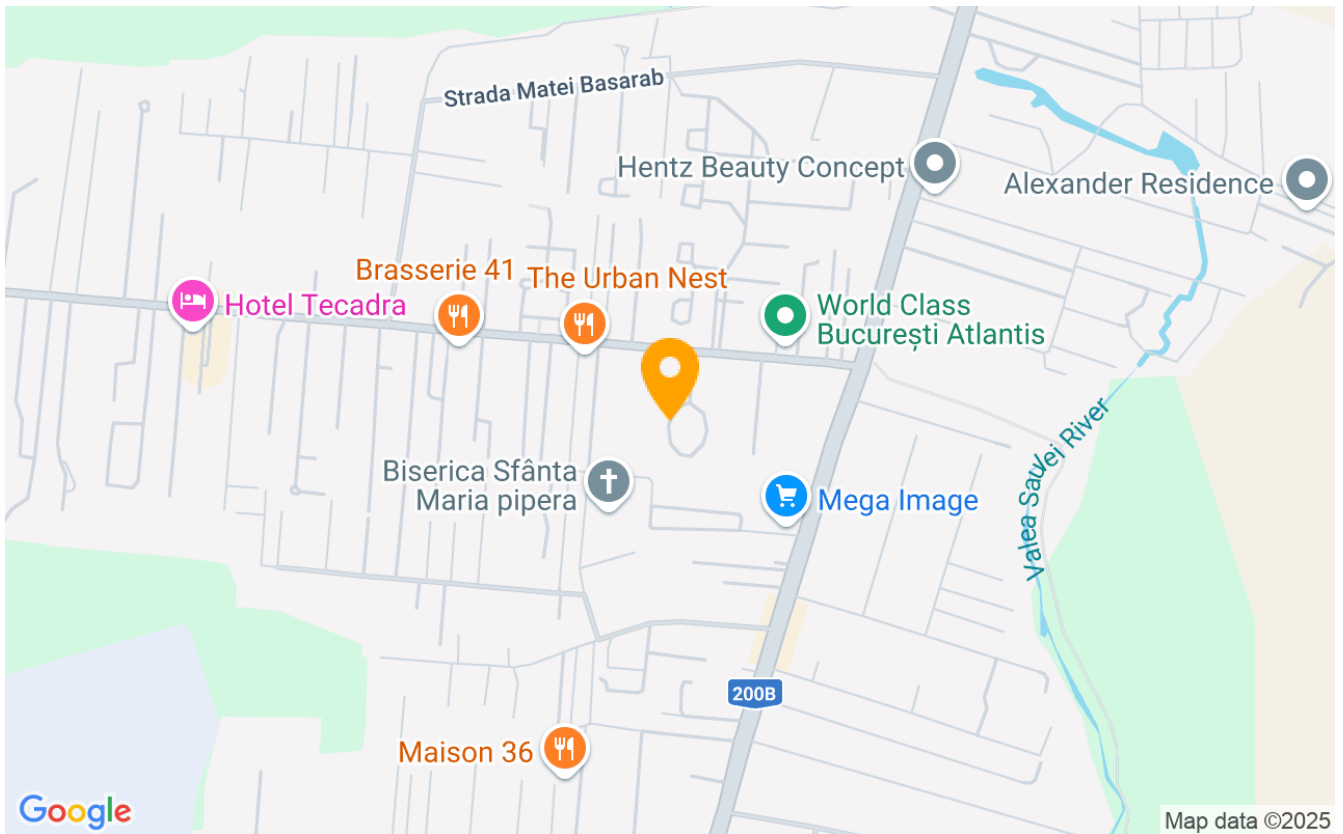 Strada Matei Basarab
Hentz Beauty Concept
Alexander Residence
Brasserie 41
The Urban Nest
Hotel Tecadra
World Class
București Atlantis
Biserica Sfânta
Maria pipera
Mega Image
Valea Saulei River
200B
Maison 36
Google
Map data ©2025